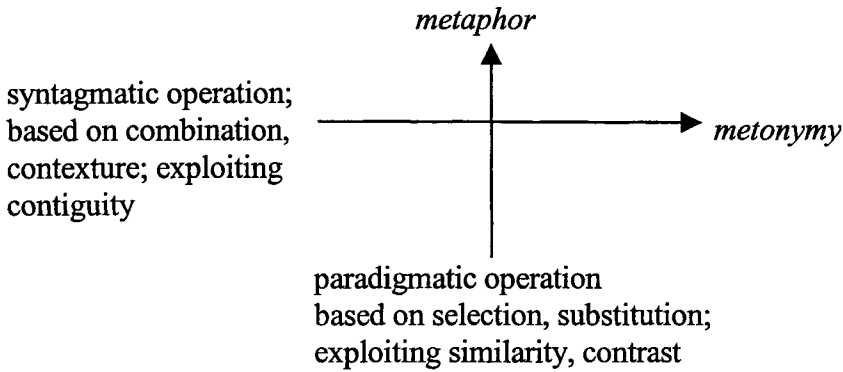 metaphor
syntagmatic operation;
based on combination,
contexture; exploiting
contiguity
metonymy
paradigmatic operation
based on selection, substitution;
exploiting similarity, contrast